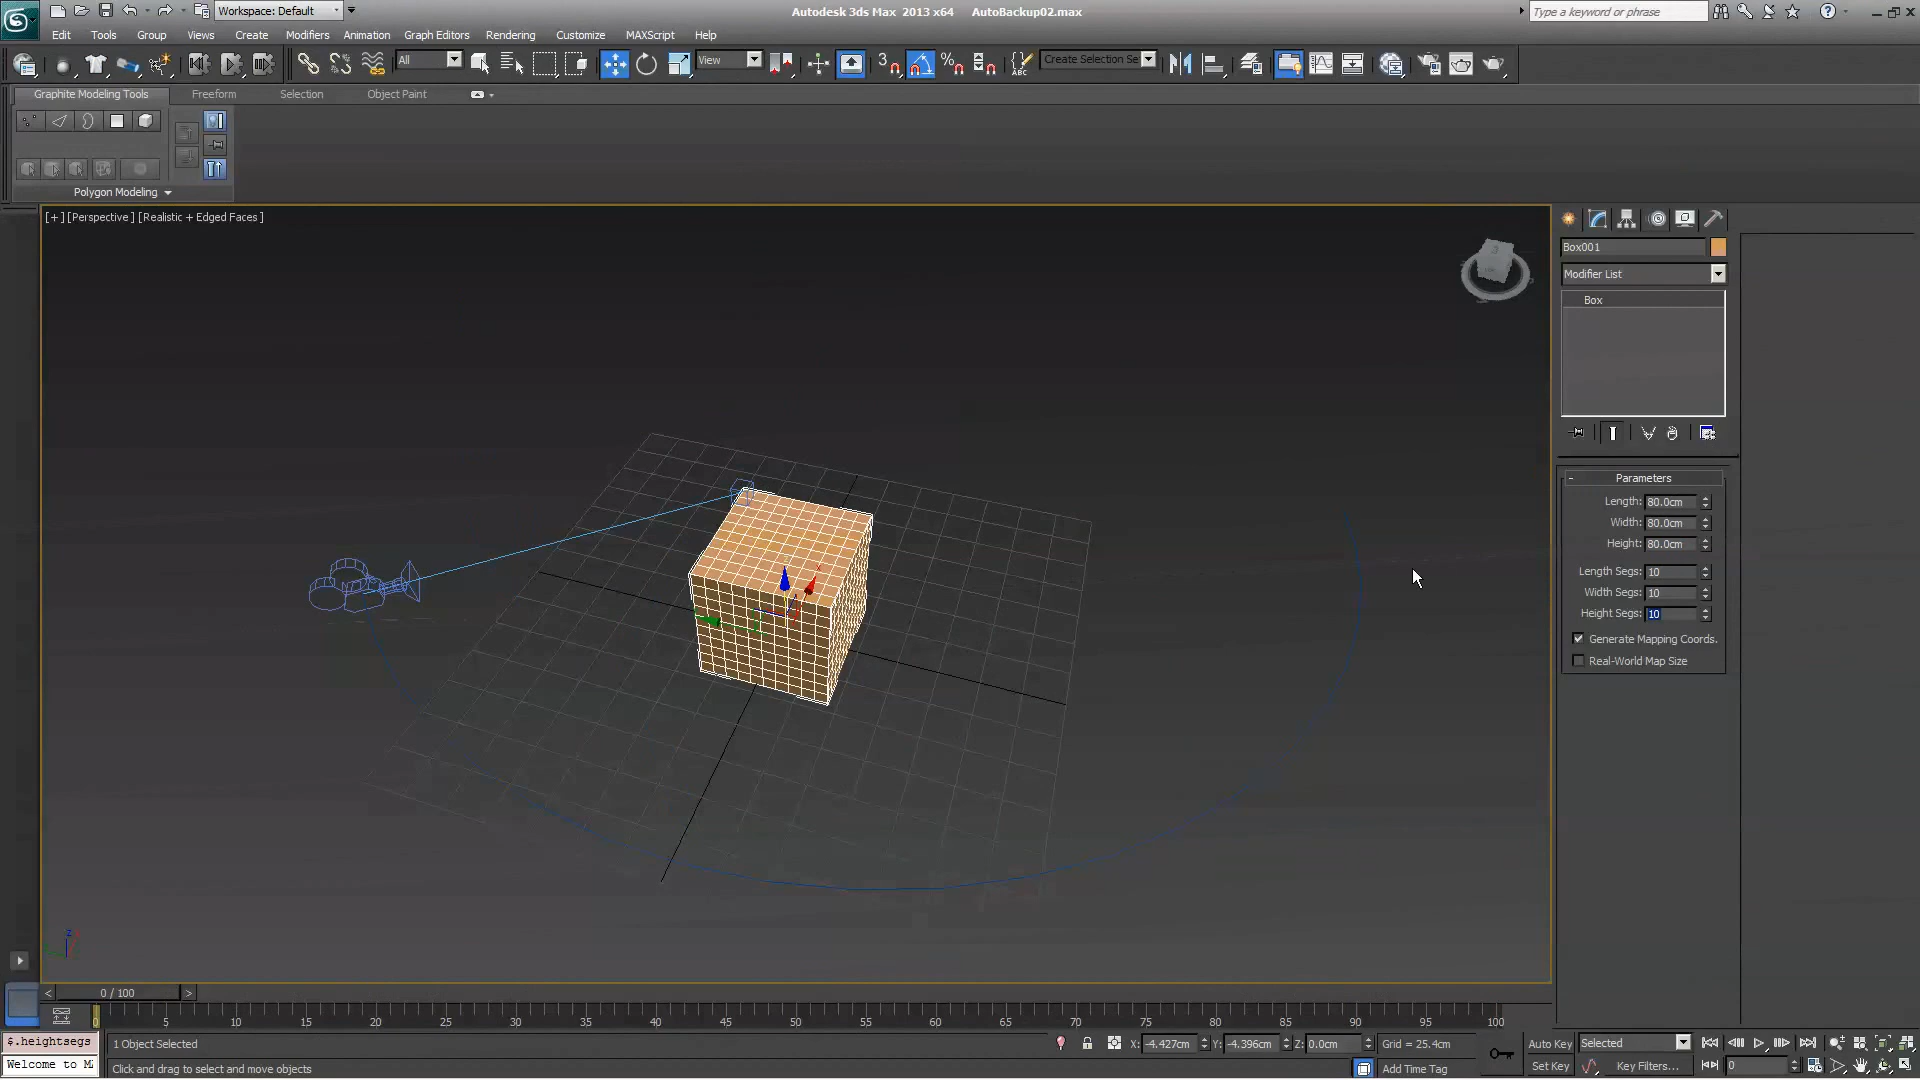 Workspace: Default
Autodesk 3ds Max 2013 x64 AutoBackup02.max
Type a keyword or phrase
Edit Tools Group Views Create Modifiers Animation Graph Editors Rendering Customize MAXScript Help
All
View
3
%
ABC
Create Selection Se
Graphite Modeling Tools Freeform Selection Object Paint
Polygon Modeling
[+] [Perspective] [Realistic + Edged Faces]
Box001
Modifier List
Box
Parameters
Length: 80.0cm
Width: 80.0cm
Height: 80.0cm
Length Segs: 10
Width Segs: 10
Height Segs: 10
Generate Mapping Coords.
Real-World Map Size
0 / 100
0 5 10 15 20 25 30 35 40 45 50 55 60 65 70 75 80 85 90 95 100
$.heightsegs
1 Object Selected
X: -4.427cm Y: -4.396cm Z: 0.0cm
Grid = 25.4cm
Auto Key
Selected
Welcome to M
Click and drag to select and move objects
Add Time Tag
Set Key
Key Filters...
0